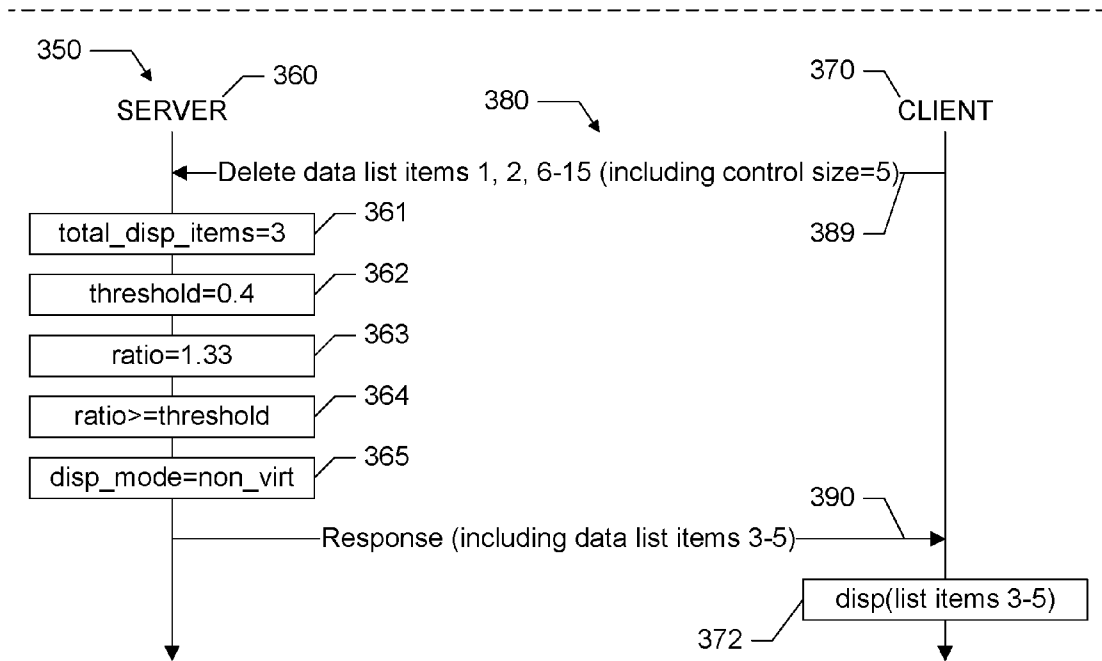 350
360
370
SERVER
380
CLIENT
Delete data list items 1, 2, 6-15 (including control size=5)
389
total_disp_items=3
361
threshold=0.4
362
ratio=1.33
363
ratio>=threshold
364
disp_mode=non_virt
365
390
Response (including data list items 3-5)
disp(list items 3-5)
372